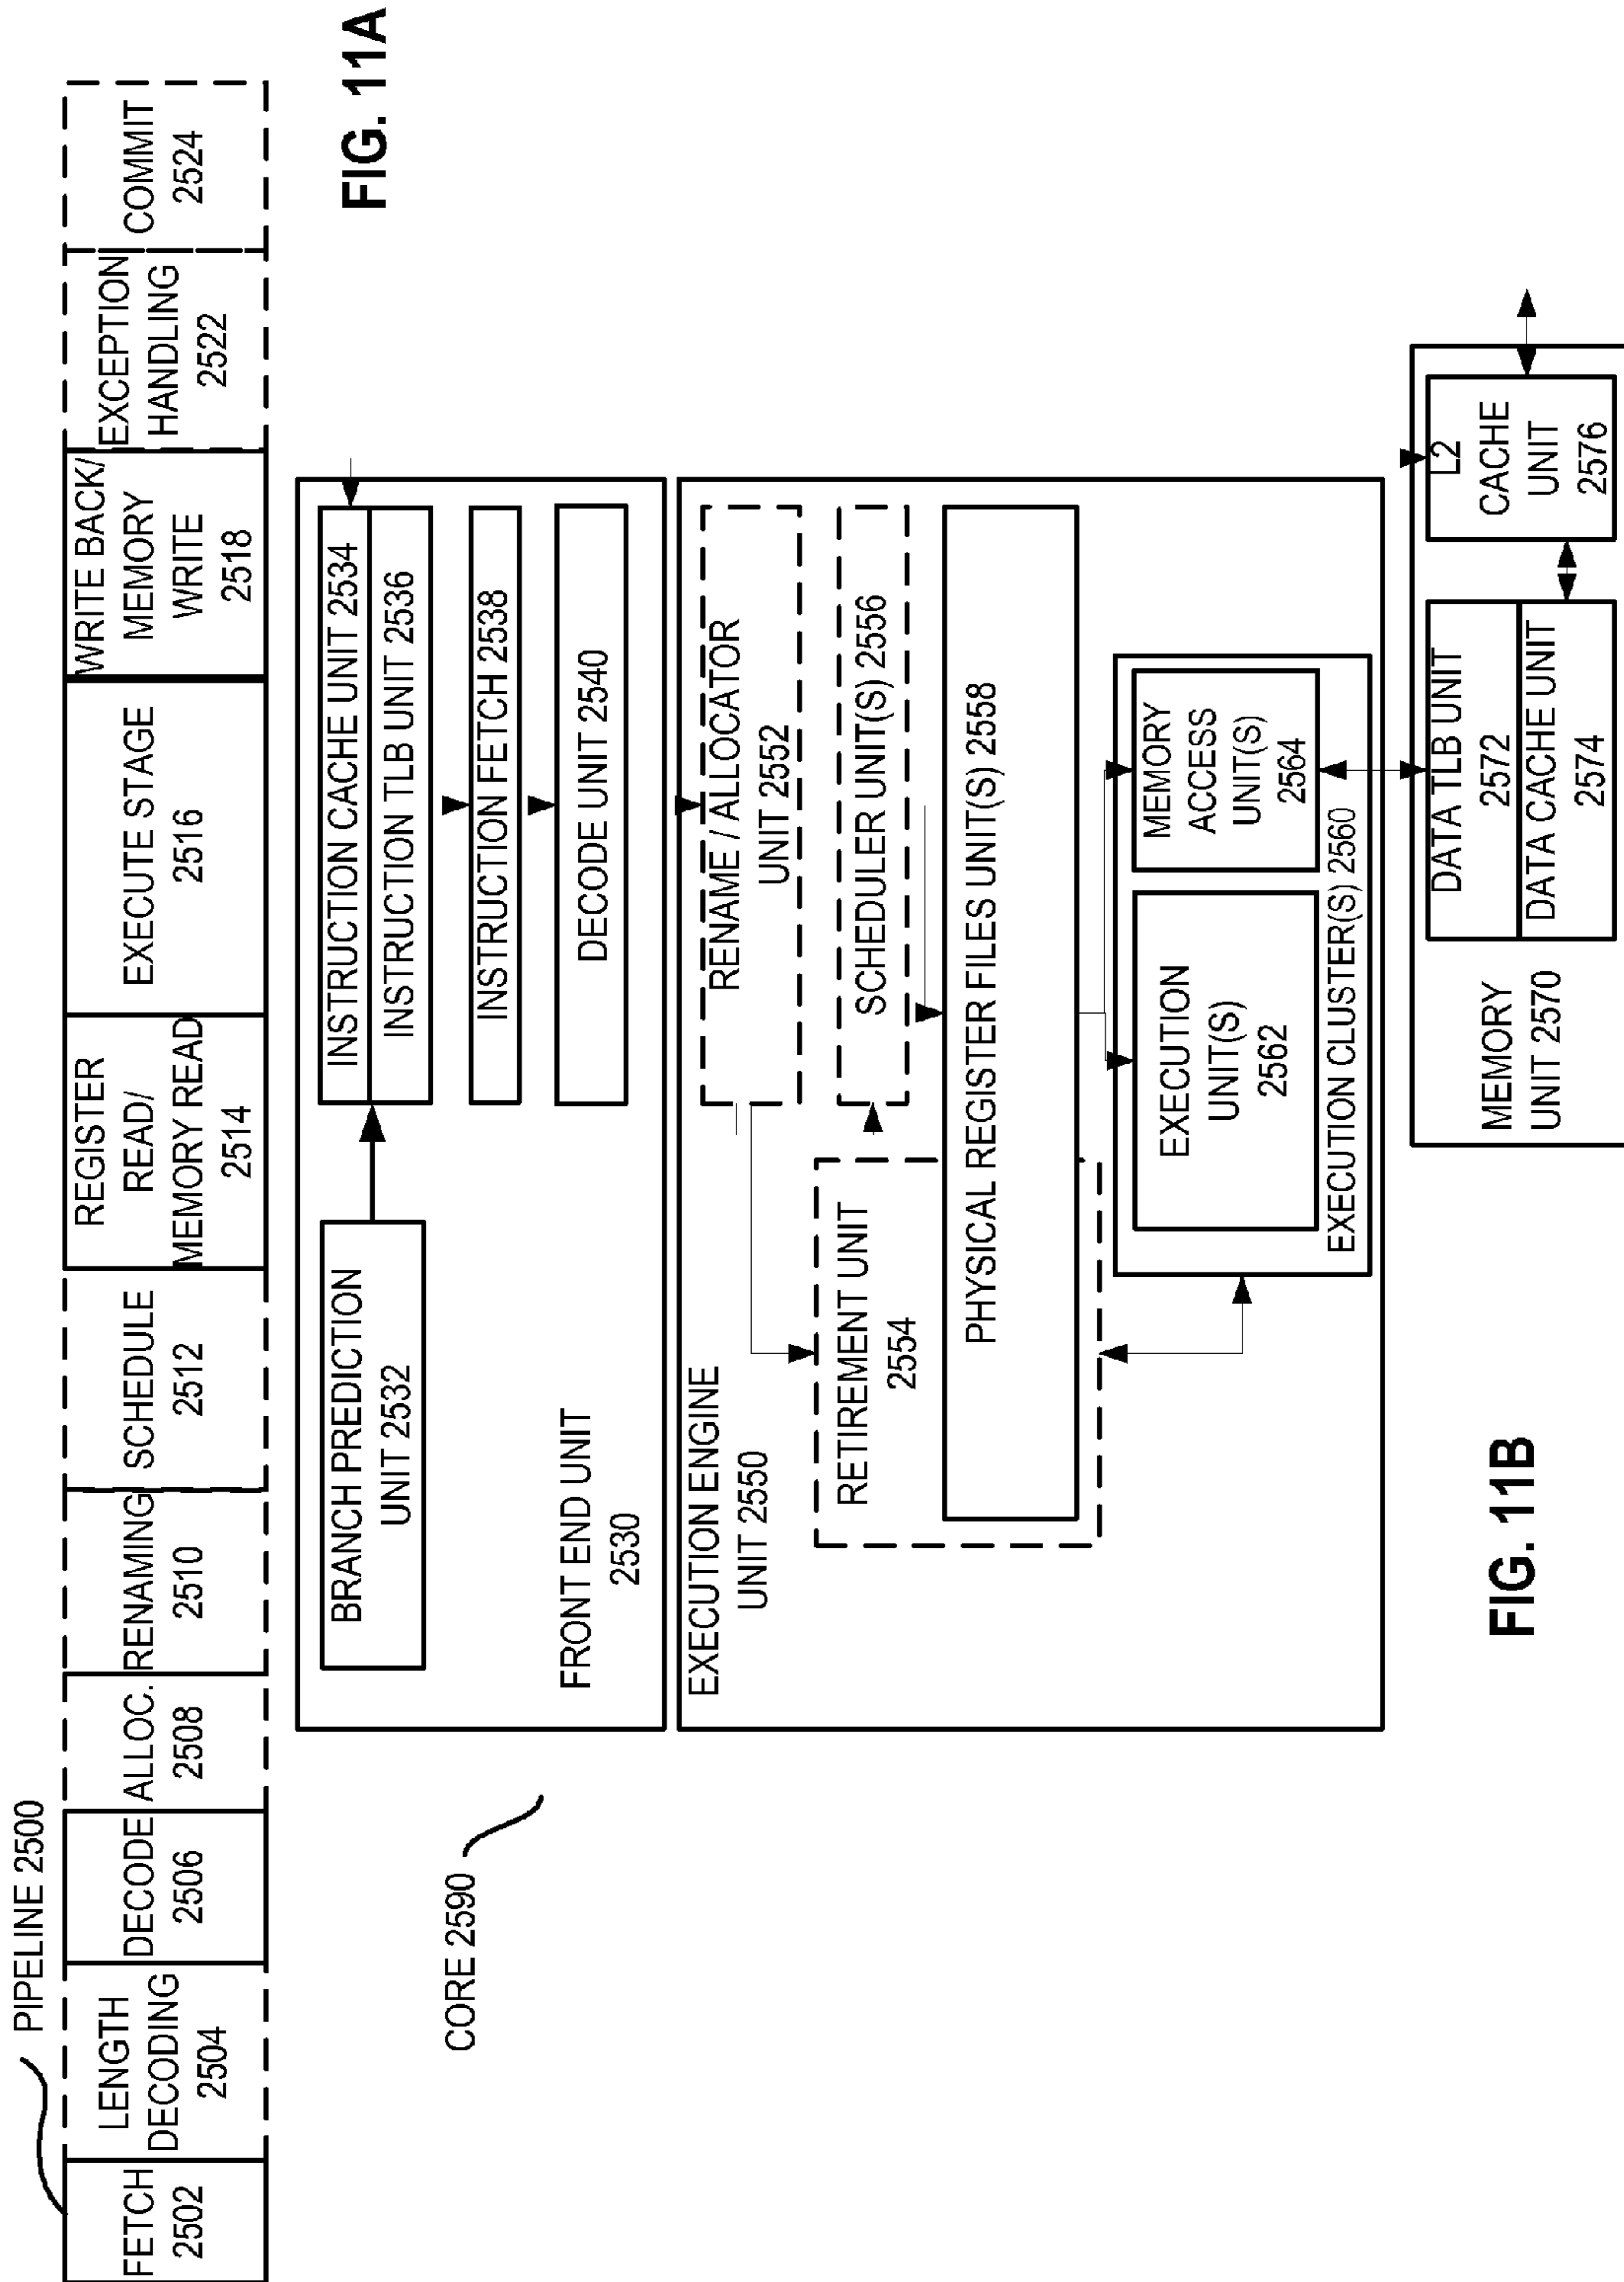 PIPELINE 2500
FETCH
2502
LENGTH
DECODING
2504
DECODE
2506
ALLOC.
2508
RENAMING
2510
SCHEDULE
2512
REGISTER
READ/
MEMORY READ
2514
EXECUTE STAGE
2516
WRITE BACK/
MEMORY
WRITE
2518
EXCEPTION
HANDLING
2522
COMMIT
2524
FIG. 11A
CORE 2590
BRANCH PREDICTION
UNIT 2532
INSTRUCTION CACHE UNIT 2534
INSTRUCTION TLB UNIT 2536
INSTRUCTION FETCH 2538
DECODE UNIT 2540
FRONT END UNIT
2530
EXECUTION ENGINE
UNIT 2550
RENAME / ALLOCATOR
UNIT 2552
RETIREMENT UNIT
2554
SCHEDULER UNIT(S) 2556
PHYSICAL REGISTER FILES UNIT(S) 2558
EXECUTION
UNIT(S)
2562
MEMORY
ACCESS
UNIT(S)
2564
EXECUTION CLUSTER(S) 2560
MEMORY
UNIT 2570
DATA TLB UNIT
2572
DATA CACHE UNIT
2574
L2
CACHE
UNIT
2576
FIG. 11B